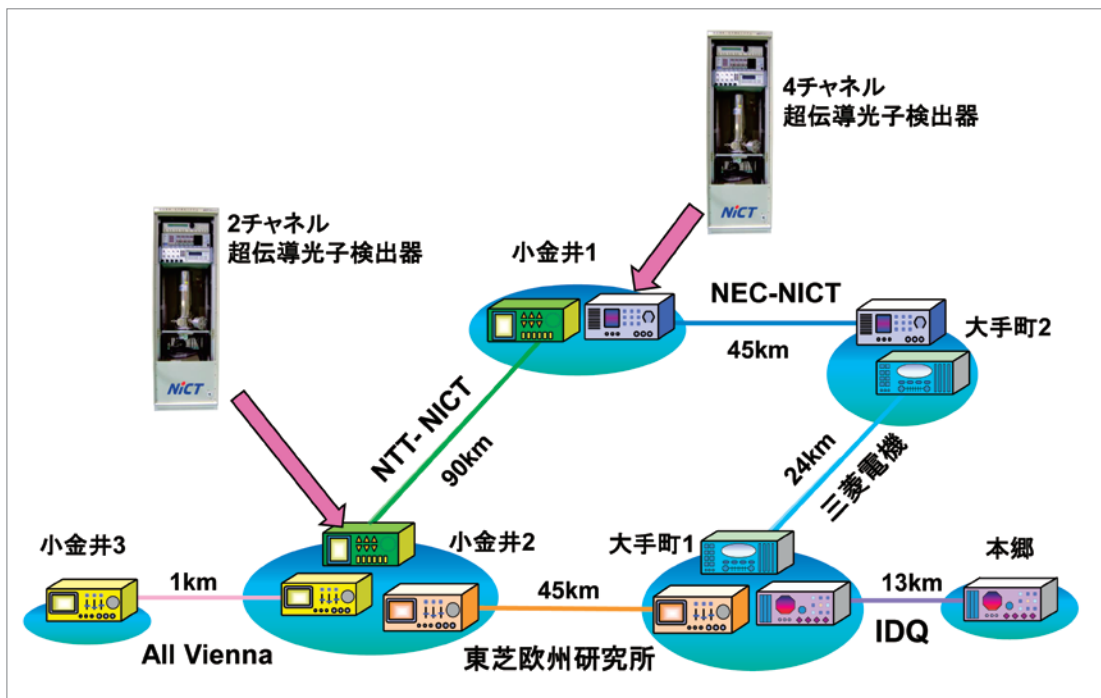 4チャネル
超伝導光子検出器
NiCT
2チャネル
超伝導光子検出器
NiCT
小金井1
NEC-NICT
45km
大手町2
NTT- NICT
90km
24km
三菱電機
小金井3
1km
All Vienna
小金井2
45km
東芝欧州研究所
大手町1
13km
IDQ
本郷